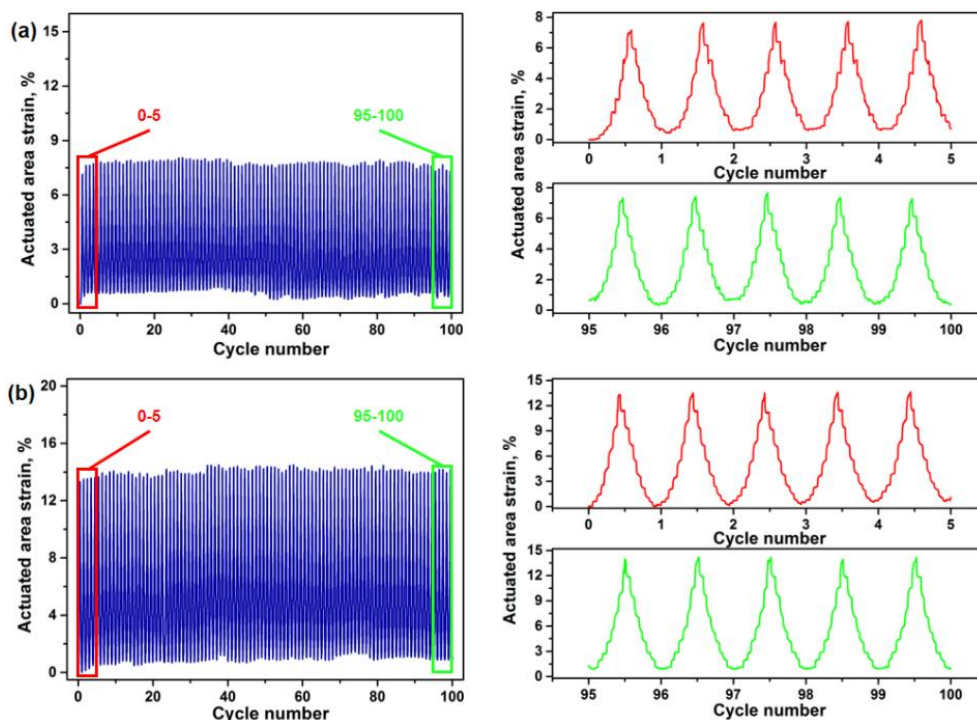 (a)
Actuated area strain, %
15
12
9
6
3
0
0-5
95-100
0 20 40 60 80 100
Cycle number
Actuated area strain, %
8
6
4
2
0
0 1 2 3 4 5
Cycle number
8
6
4
2
0
95 96 97 98 99 100
Cycle number
(b)
Actuated area strain, %
20
16
12
8
4
0
0-5
95-100
0 20 40 60 80 100
Cycle number
Actuated area strain, %
15
12
9
6
3
0
0 1 2 3 4 5
Cycle number
15
12
9
6
3
0
95 96 97 98 99 100
Cycle number